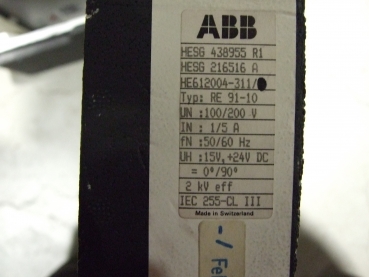 ABB
HESG 438955 R1
HESG 216516 A
HE612004-311/
Typ: RE 91-10
UN :100/200 V
IN : 1/5 A
fN :50/60 Hz
UH :15V,+24V DC
= 0°/90°
2 kV eff
IEC 255-CL III
Made in Switzerland
-/ Fe